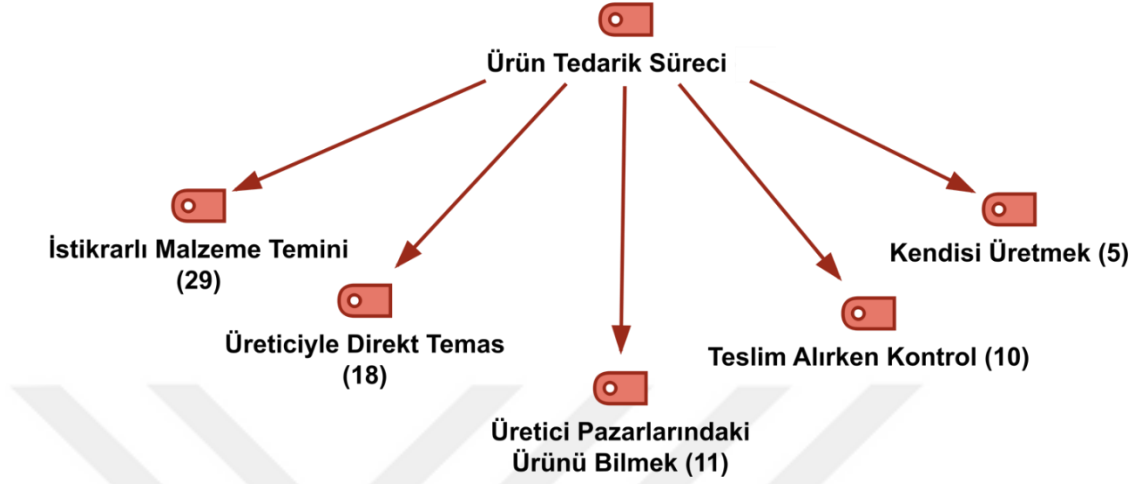 Ürün Tedarik Süreci
İstikrarlı Malzeme Temini
(29)
Üreticiyle Direkt Temas
(18)
Üretici Pazarlarındaki
Ürünü Bilmek (11)
Teslim Alırken Kontrol (10)
Kendisi Üretmek (5)